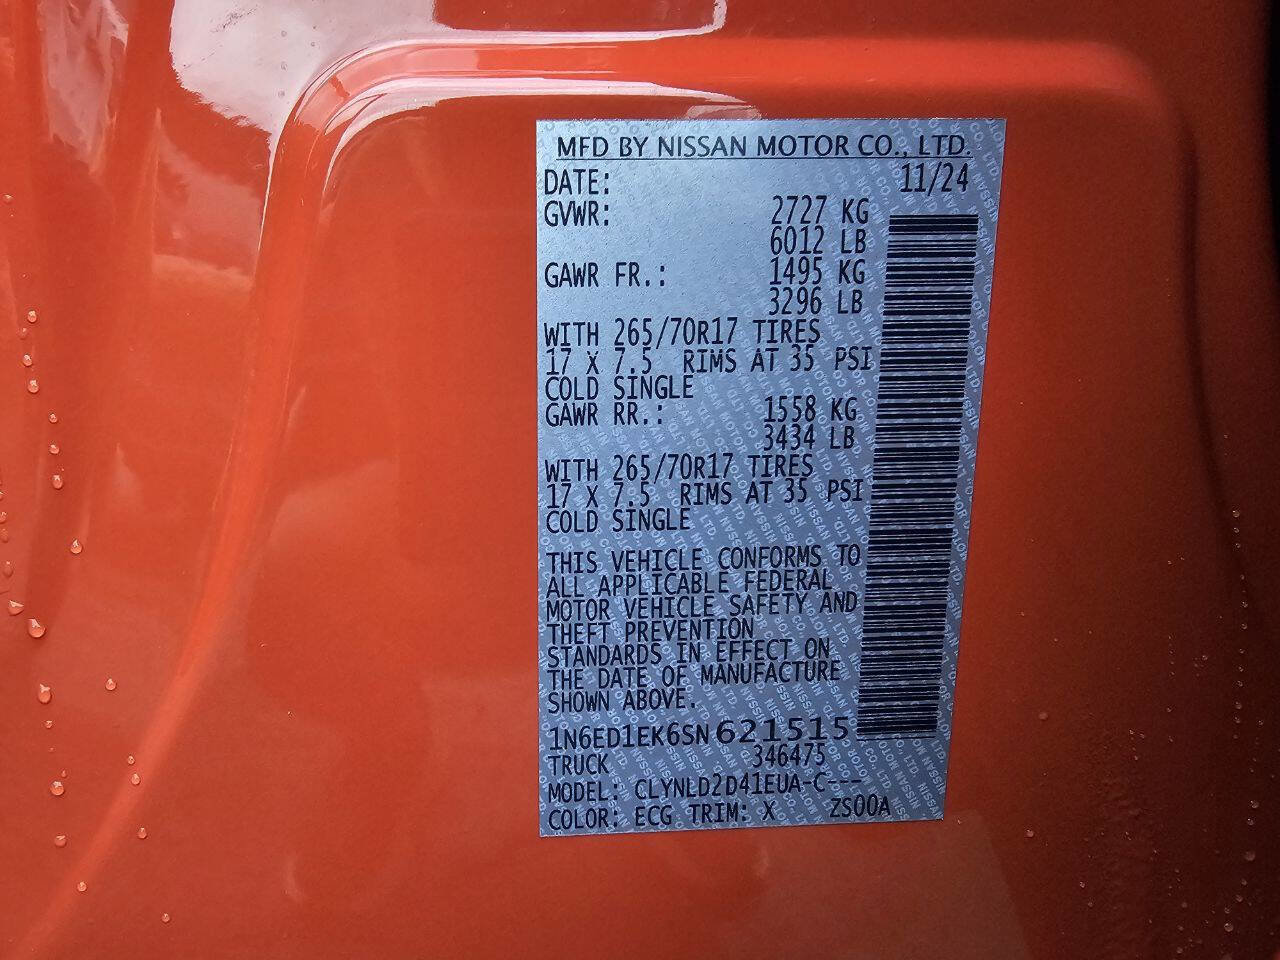 MFD BY NISSAN MOTOR CO., LTD.
DATE: 11/24
GVWR: 2727 KG
6012 LB
GAWR FR.: 1495 KG
3296 LB
WITH 265/70R17 TIRES
17 X 7.5 RIMS AT 35 PSI
COLD SINGLE
GAWR RR.: 1558 KG
3434 LB
WITH 265/70R17 TIRES
17 X 7.5 RIMS AT 35 PSI
COLD SINGLE
THIS VEHICLE CONFORMS TO
ALL APPLICABLE FEDERAL
MOTOR VEHICLE SAFETY AND
THEFT PREVENTION
STANDARDS IN EFFECT ON
THE DATE OF MANUFACTURE
SHOWN ABOVE.
1N6ED1EK6SN621515
TRUCK 346475
MODEL: CLYNLD2D41EUA-C---
COLOR: ECG TRIM: X ZS00A